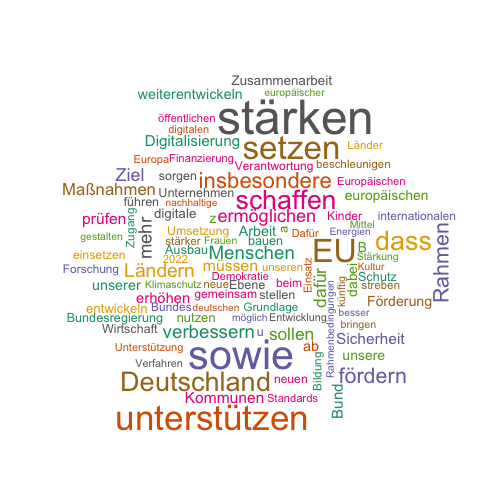 Zusammenarbeit
weiterentwickeln
europäischer
stärken
öffentlichen
digitalen
Digitalisierung
setzen
Länder
Europa
Finanzierung
Verantwortung
beschleunigen
Ziel
sorgen
insbesondere
Europäischen
Maßnahmen
Unternehmen
schaffen
europäischen
führen
nachhaltige
prüfen
Zugang
mehr
digitale
z
ermöglichen
Kinder
internationalen
Rahmen
gestalten
Umsetzung
Arbeit
a
Dafür
Mittel
Energien
stärker
Frauen
bauen
EU
B
dass
einsetzen
Ausbau
Menschen
Stärkung
2022
Forschung
Ländern
müssen
unseren
Einsatz
dafür
dabei
Kultur
Demokratie
Schutz
unserer
Klimaschutz
neue
Ebene
beim
künftig
streben
erhöhen
gemeinsam
stellen
Rahmenbedingungen
Förderung
entwickeln
Bundes
deutschen
Grundlage
besser
Bundesregierung
nutzen
möglich
Entwicklung
bringen
Wirtschaft
verbessern
u
sollen
Sicherheit
Unterstützung
sowie
ab
unsere
Verfahren
Deutschland
neuen
Bildung
fördern
Kommunen
Standards
Bund
unterstützen